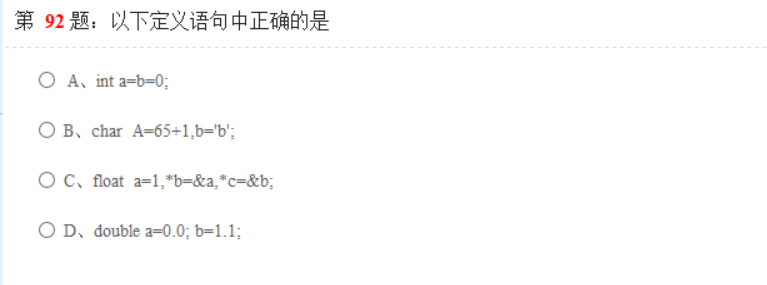 第 92 题：以下定义语句中正确的是
A、int a=b=0;
B、char A=65+1,b='b';
C、float a=1,*b=&a,*c=&b;
D、double a=0.0; b=1.1;